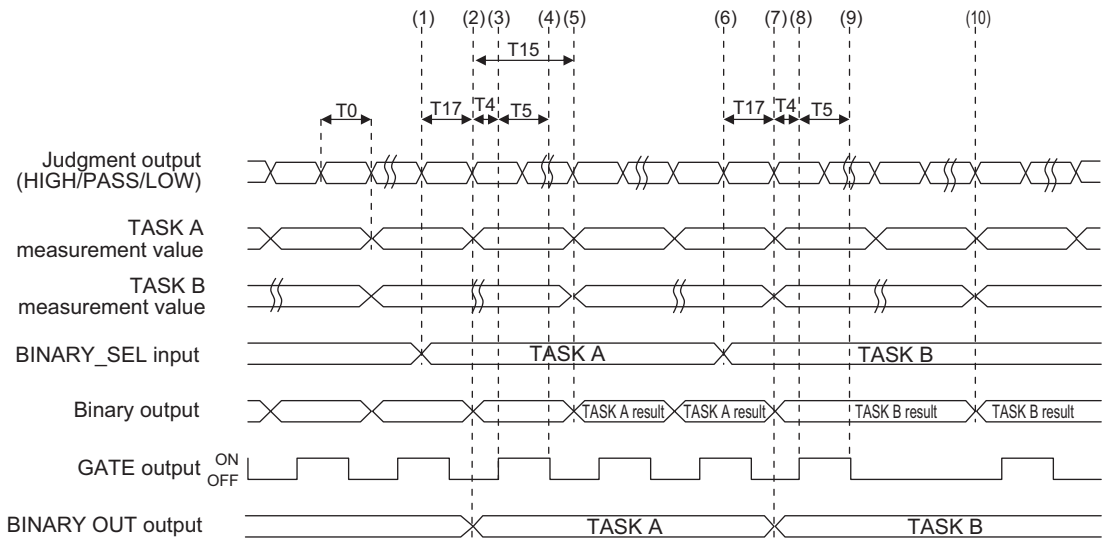 (1) (2) (3) (4) (5) (6) (7) (8) (9) (10)
T15
T0 T17 T4 T5 T17 T4 T5
Judgment output
(HIGH/PASS/LOW)
TASK A
measurement value
TASK B
measurement value
BINARY_SEL input TASK A TASK B
Binary output TASK A result TASK A result TASK B result TASK B result
GATE output ON
OFF
BINARY OUT output TASK A TASK B